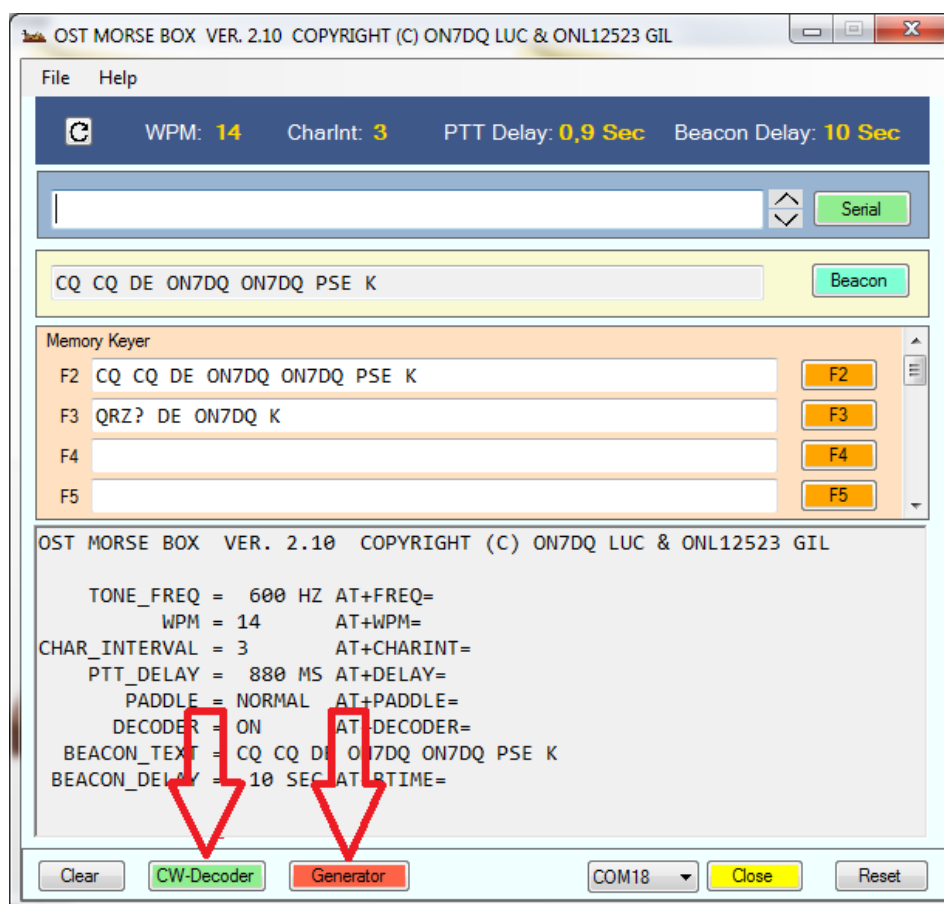 OST MORSE BOX VER. 2.10 COPYRIGHT (C) ON7DQ LUC & ONL12523 GIL
File Help
WPM: 14 CharInt: 3 PTT Delay: 0,9 Sec Beacon Delay: 10 Sec
Serial
CQ CQ DE ON7DQ ON7DQ PSE K Beacon
Memory Keyer
F2 CQ CQ DE ON7DQ ON7DQ PSE K F2
F3 QRZ? DE ON7DQ K F3
F4 F4
F5 F5
OST MORSE BOX VER. 2.10 COPYRIGHT (C) ON7DQ LUC & ONL12523 GIL
TONE_FREQ = 600 HZ AT+FREQ=
WPM = 14 AT+WPM=
CHAR_INTERVAL = 3 AT+CHARINT=
PTT_DELAY = 880 MS AT+DELAY=
PADDLE = NORMAL AT+PADDLE=
DECODER = ON AT+DECODER=
BEACON_TEXT = CQ CQ DE ON7DQ ON7DQ PSE K
BEACON_DELAY = 10 SEC AT+BTIME=
Clear CW-Decoder Generator COM18 Close Reset